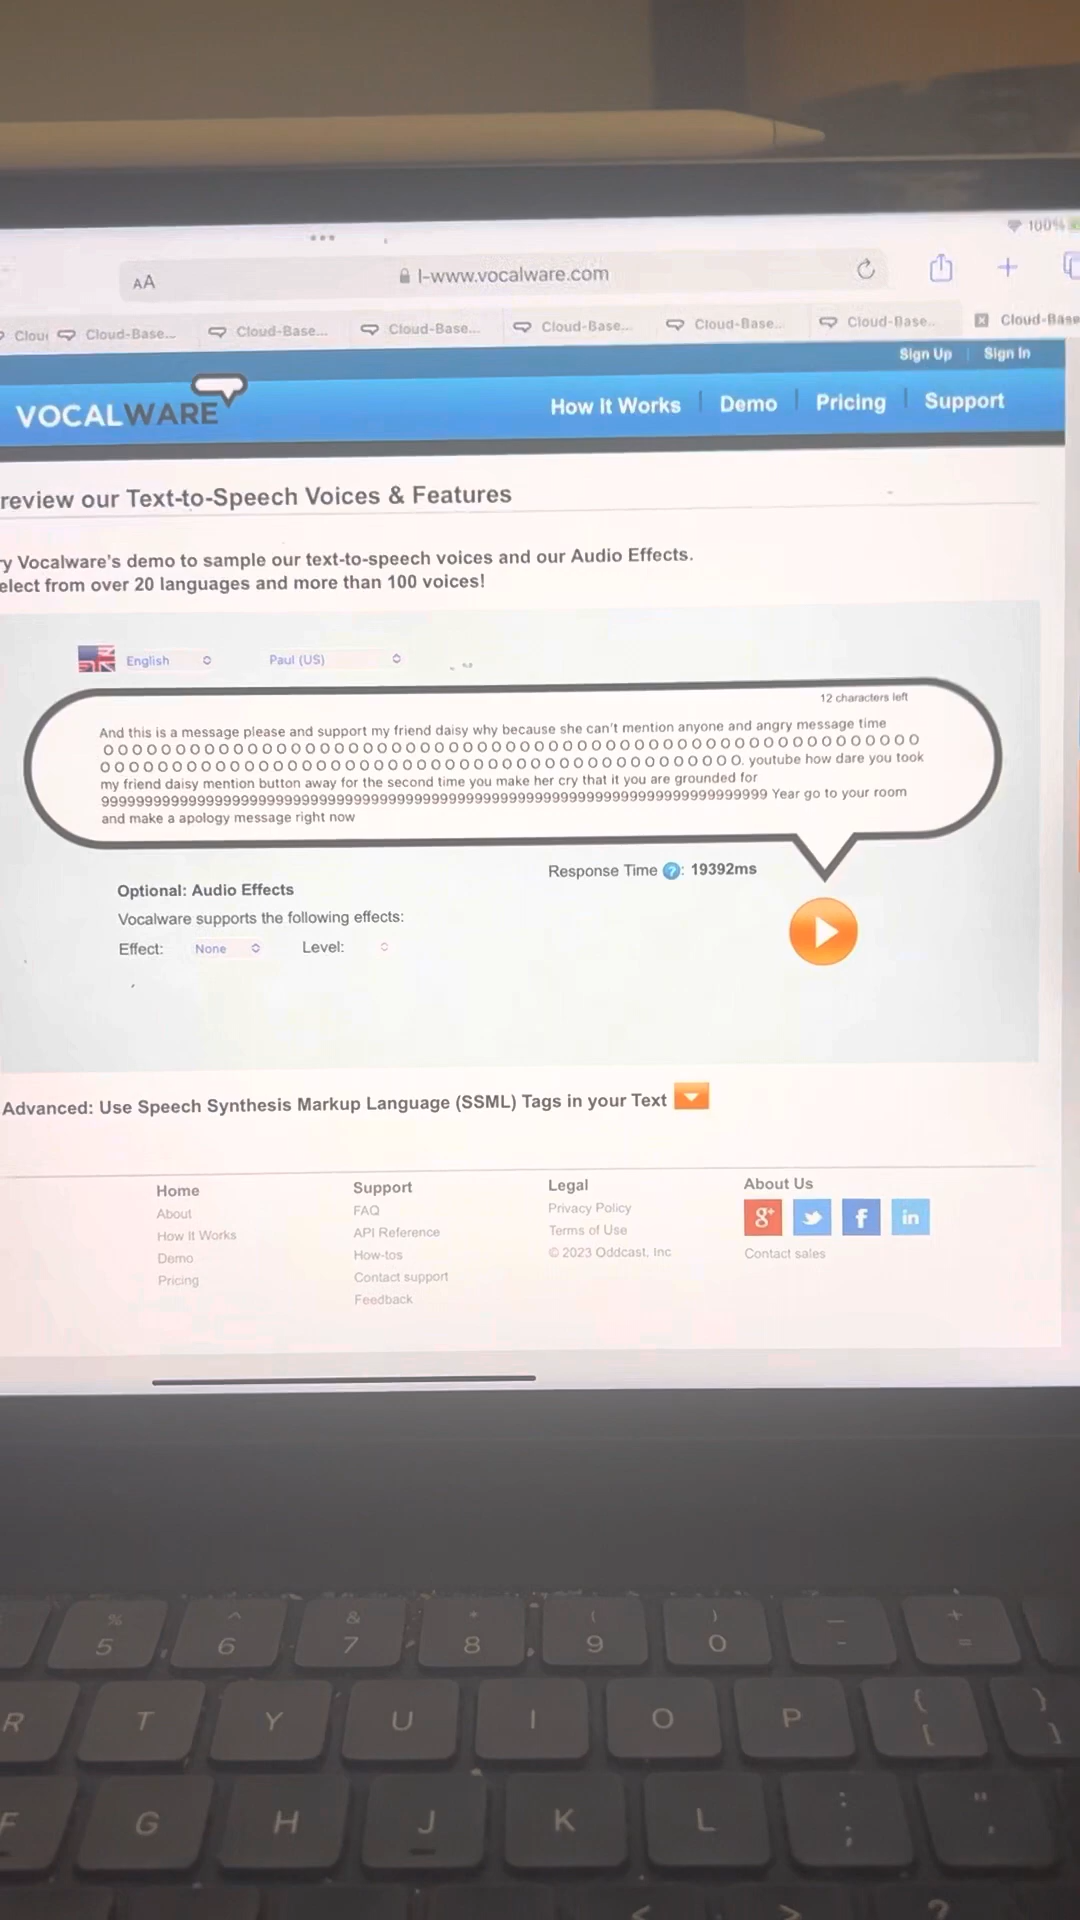 100%
AA
l-www.vocalware.com
Clou
Cloud-Base...
Cloud-Base...
Cloud-Base...
Cloud-Base...
Cloud-Base...
Cloud-Base...
Cloud-Base
Sign Up
Sign In
VOCALWARE
How It Works
Demo
Pricing
Support
review our Text-to-Speech Voices & Features
y Vocalware's demo to sample our text-to-speech voices and our Audio Effects.
elect from over 20 languages and more than 100 voices!
English
Paul (US)
12 characters left
And this is a message please and support my friend daisy why because she can't mention anyone and angry message time
O O O O O O O O O O O O O O O O O O O O O O O O O O O O O O O O O O O O O O O O O O O O O O O O O O O O O O O O O
O O O O O O O O O O O O O O O O O O O O O O O O O O O O O O O O O O O O O O O O O O O O O. youtube how dare you took
my friend daisy mention button away for the second time you make her cry that it you are grounded for
99999999999999999999999999999999999999999999999999999999999999999999999999999999 Year go to your room
and make a apology message right now
Response Time ?: 19392ms
Optional: Audio Effects
Vocalware supports the following effects:
Effect: None Level:
Advanced: Use Speech Synthesis Markup Language (SSML) Tags in your Text
Home
About
How It Works
Demo
Pricing
Support
FAQ
API Reference
How-tos
Contact support
Feedback
Legal
Privacy Policy
Terms of Use
© 2023 Oddcast, Inc
About Us
g+ f in
Contact sales
% ^ & * ( ) _ +
5 6 7 8 9 0 - =
R T Y U I O P { [ } ]
F G H J K L : ; " '
< > ?